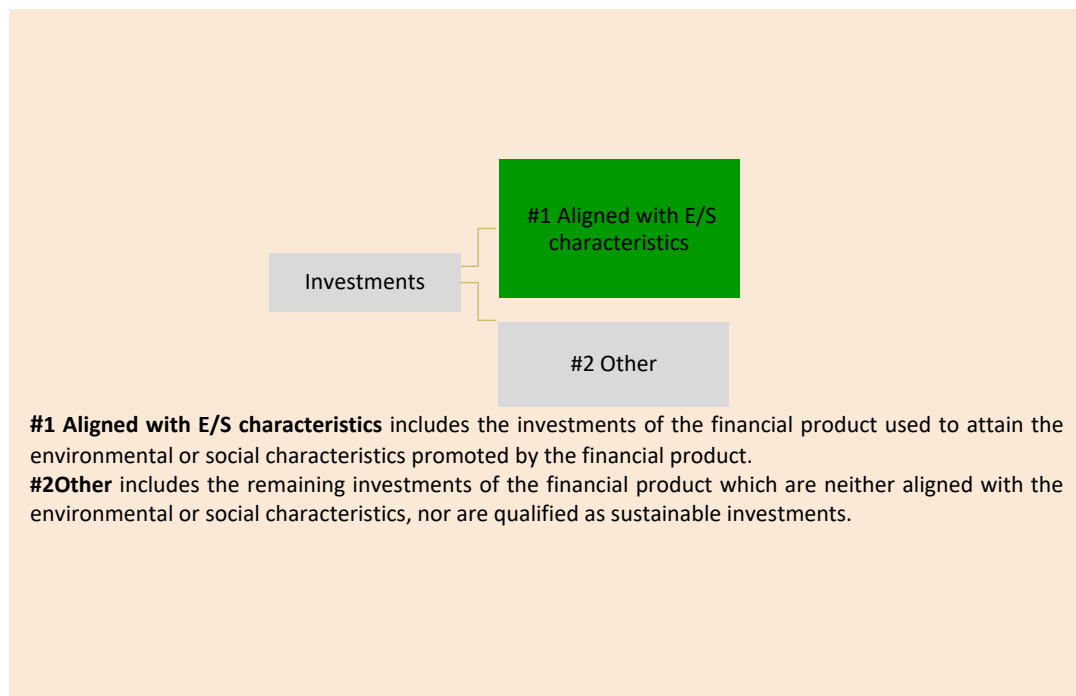 #1 Aligned with E/S
characteristics
Investments
#2 Other
#1 Aligned with E/S characteristics includes the investments of the financial product used to attain the
environmental or social characteristics promoted by the financial product.
#2Other includes the remaining investments of the financial product which are neither aligned with the
environmental or social characteristics, nor are qualified as sustainable investments.